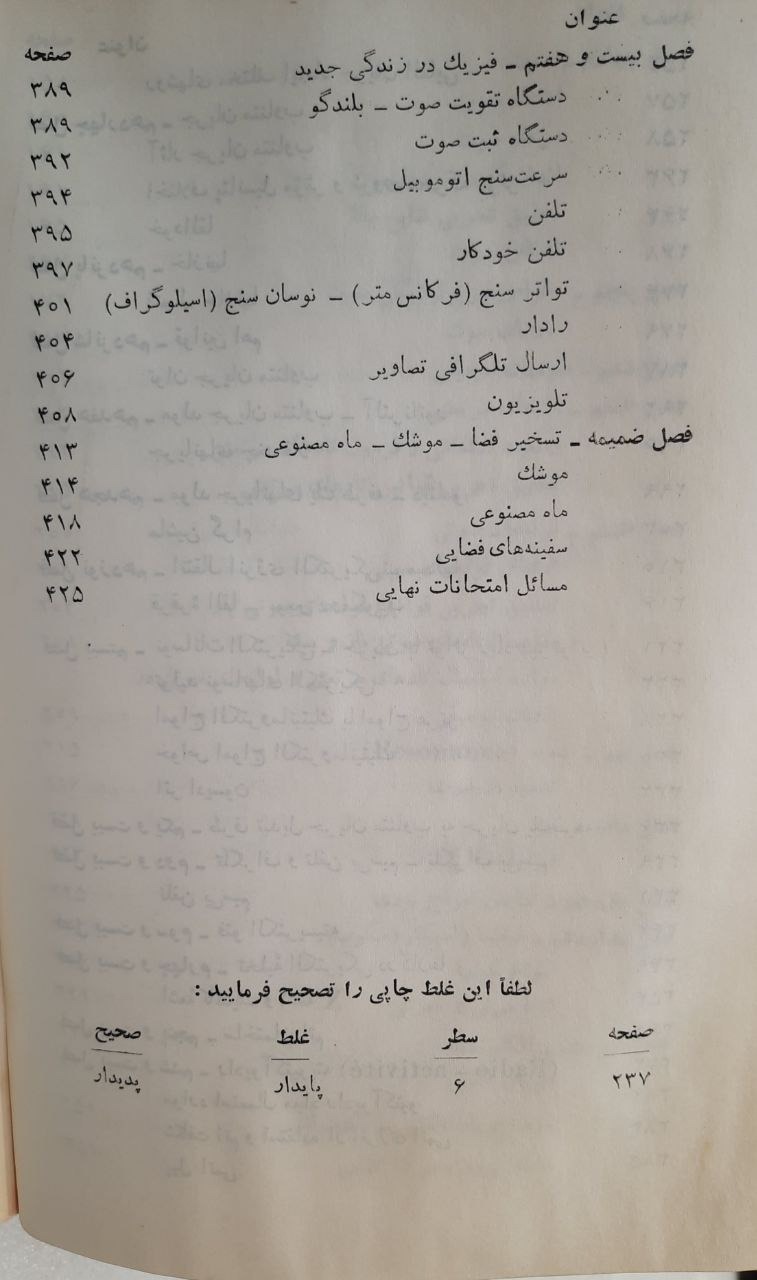 عنوان
صفحه
فصل بیست و هفتم ـ فیزیك در زندگی جدید ۳۸۹
دستگاه تقویت صوت ـ بلندگو ۳۸۹
دستگاه ثبت صوت ۳۹۲
سرعت‌سنج اتوموبیل ۳۹۴
تلفن ۳۹۵
تلفن خودکار ۳۹۷
تواتر سنج (فرکانس متر) ـ نوسان سنج (اسیلوگراف) ۴۰۱
رادار ۴۰۴
ارسال تلگرافی تصاویر ۴۰۶
تلویزیون ۴۰۸
فصل ضمیمه ـ تسخیر فضا ـ موشك ـ ماه مصنوعی ۴۱۳
موشك ۴۱۴
ماه مصنوعی ۴۱۸
سفینه‌های فضایی ۴۲۲
مسائل امتحانات نهایی ۴۲۵
لطفاً این غلط چاپی را تصحیح فرمایید :
صفحه سطر غلط صحیح
۲۳۷ ۶ پایدار پدیدار